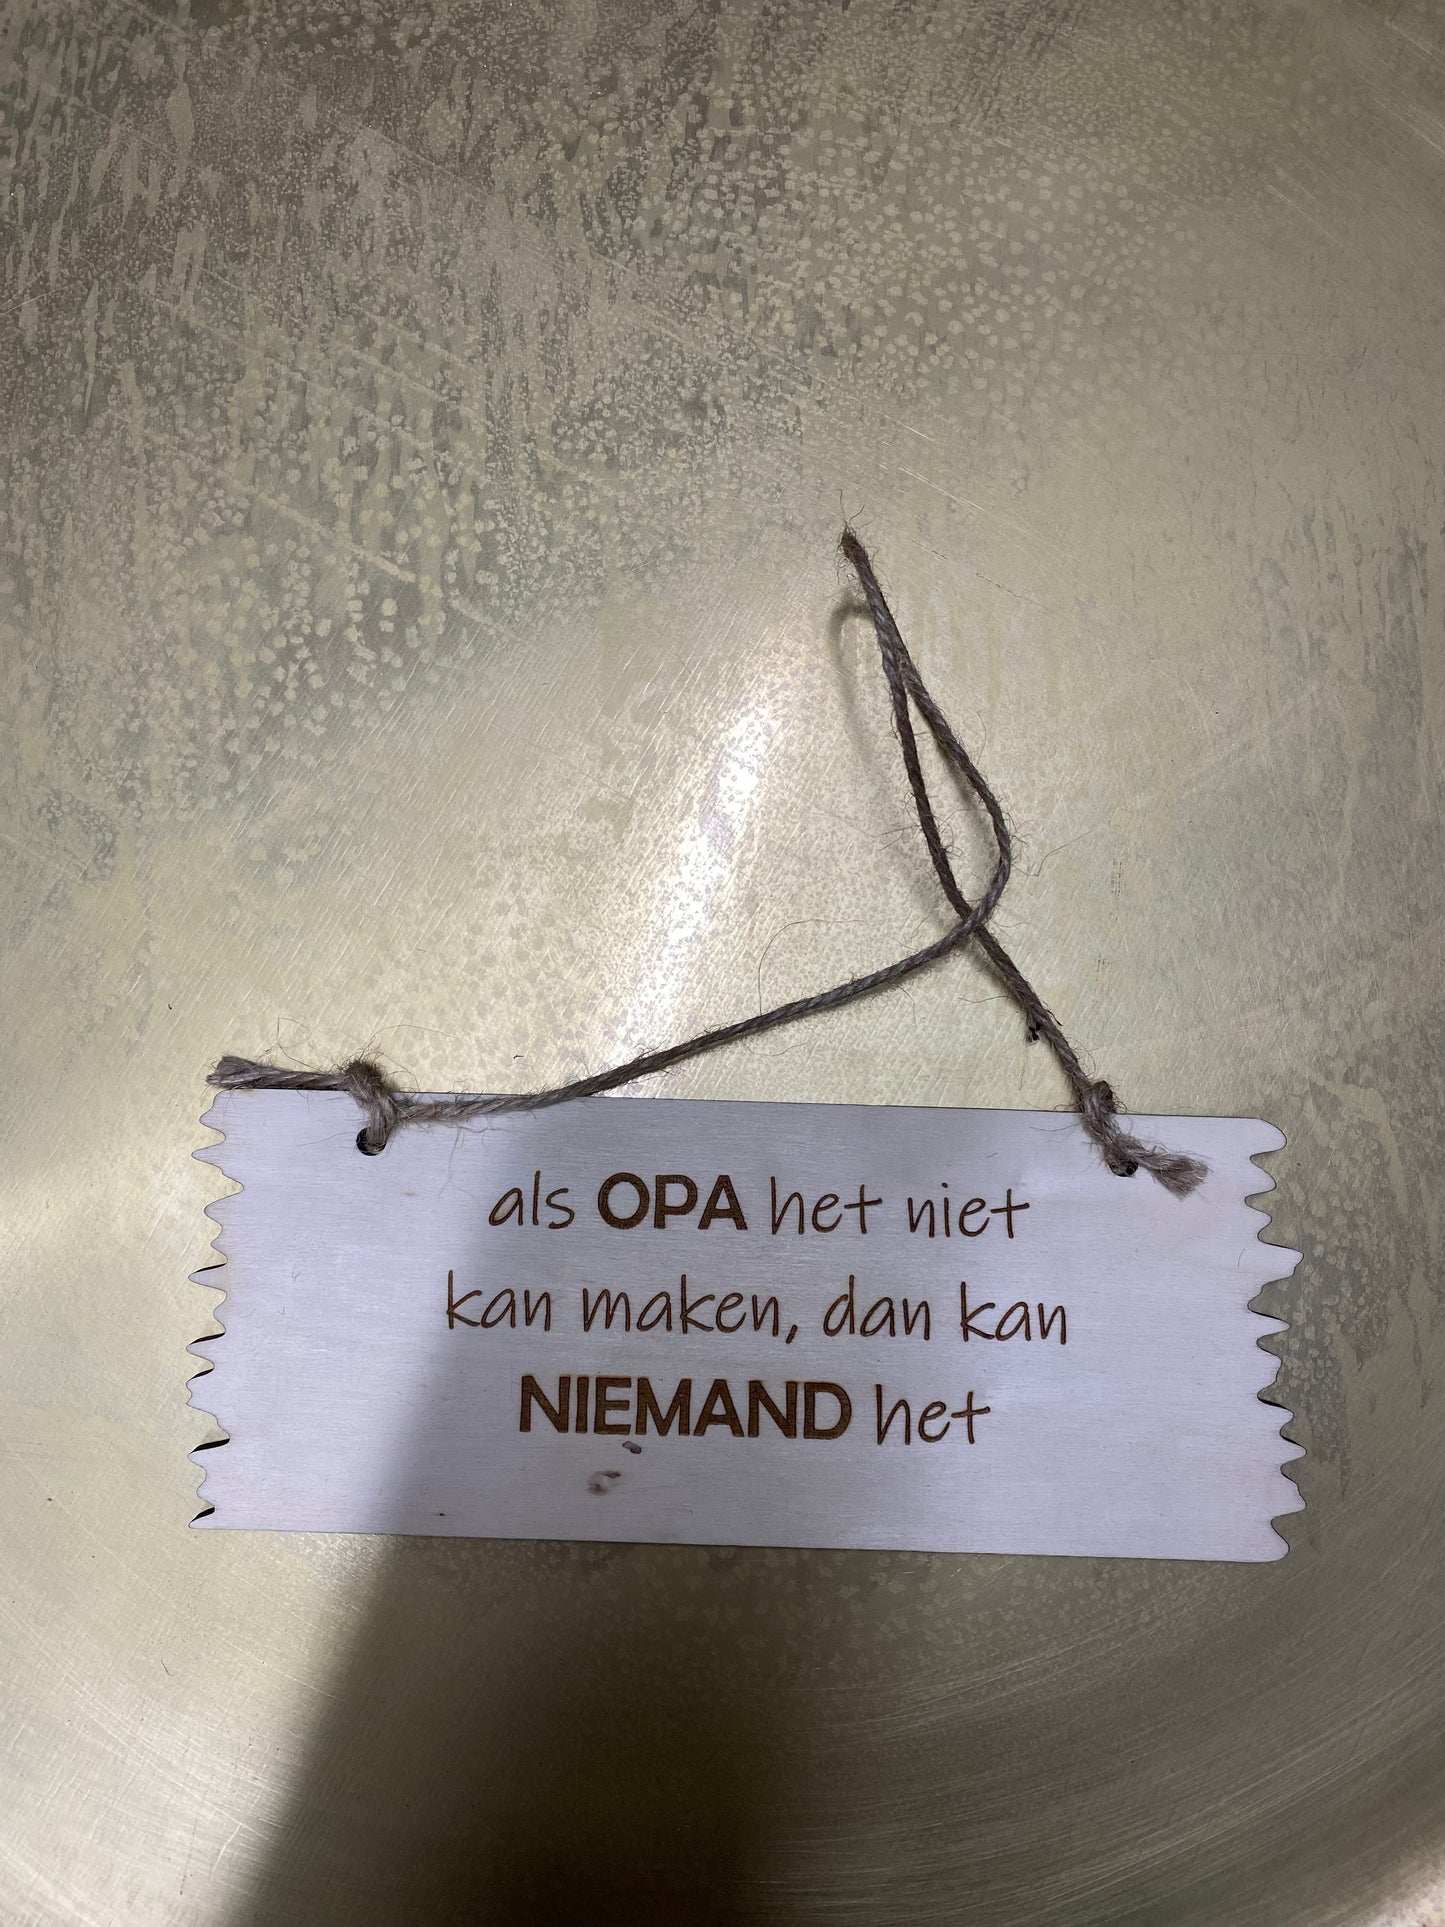 als OPA het niet
kan maken, dan kan
NIEMAND het